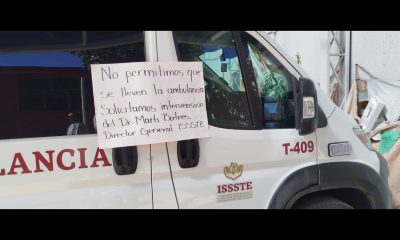 No permitimos que
se lleven la ambulancia
Solicitamos intervención
del Dr. Martí Batres,
Director General ISSSTE
LANCIA
T-409
ISSSTE